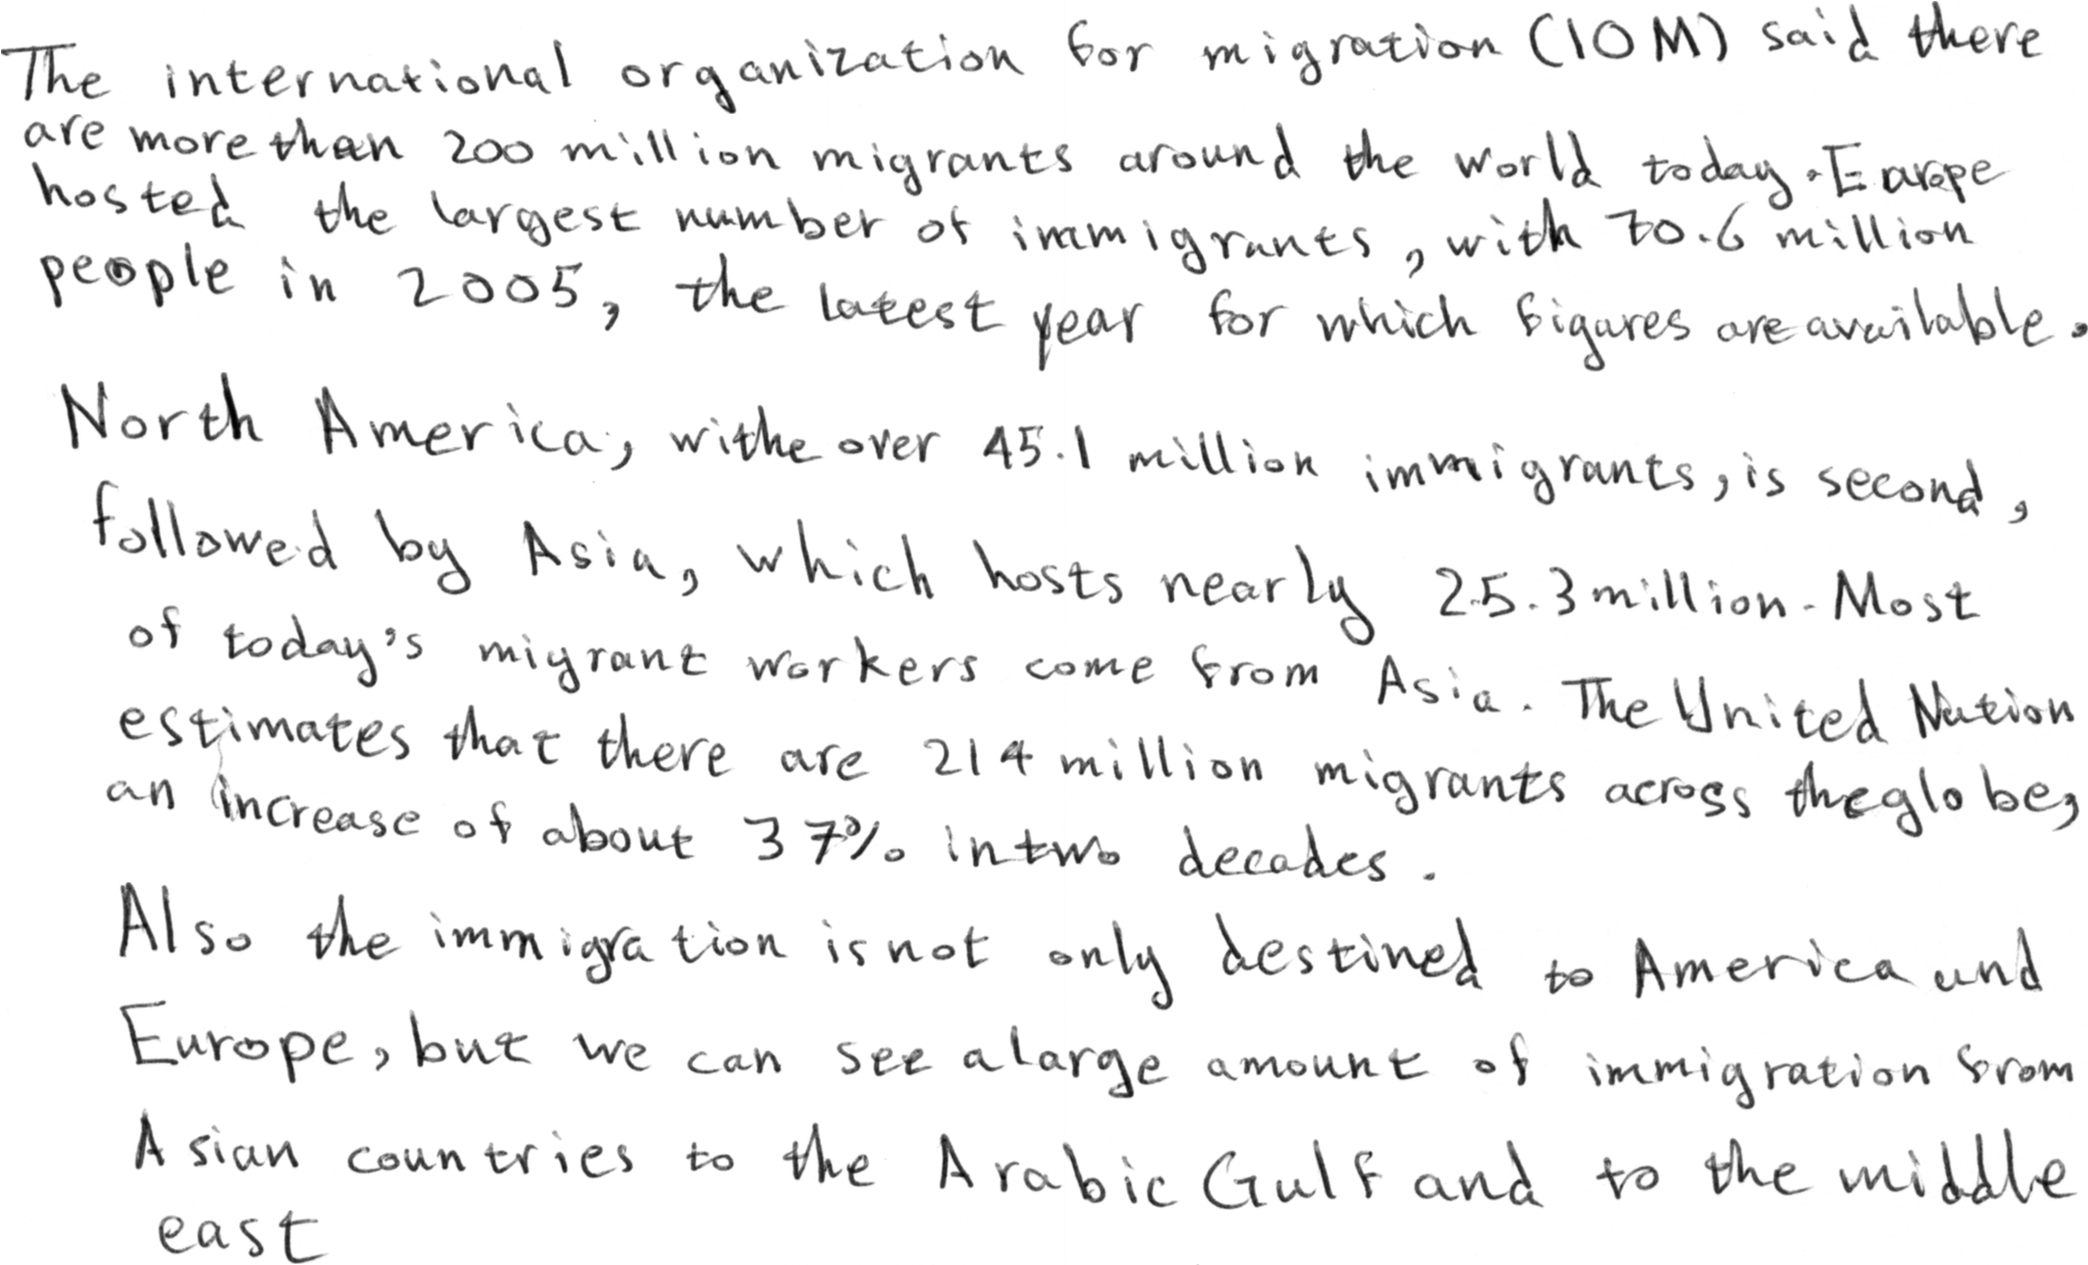 The international organization for migration (IOM) said there
are more than 200 million migrants around the world today. Europe
hosted the largest number of immigrants, with 70.6 million
people in 2005, the latest year for which figures are available.
North America, withe over 45.1 million immigrants, is second,
followed by Asia, which hosts nearly 25.3 million. Most
of today's migrant workers come from Asia. The United Nation
estimates that there are 214 million migrants across the globe,
an increase of about 37% in two decades.
Also the immigration is not only destined to America and
Europe, but we can see a large amount of immigration from
Asian countries to the Arabic Gulf and to the middle
east